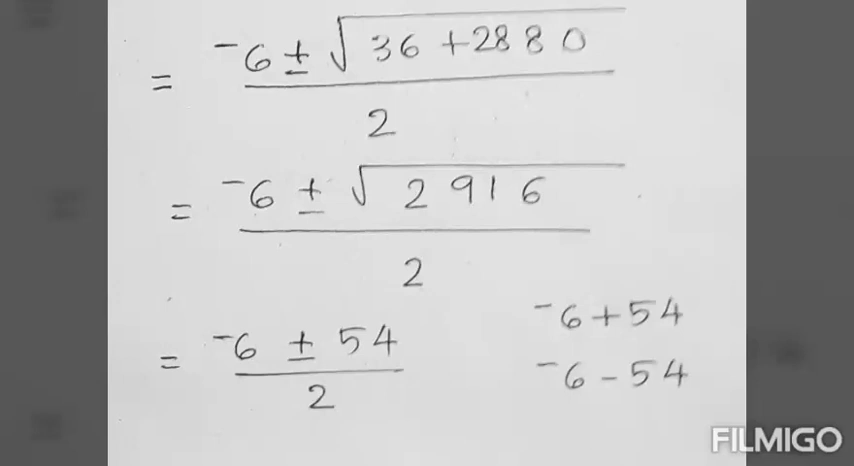 = ⁻6 ± √36 + 2880 / 2
= ⁻6 ± √2916 / 2
= ⁻6 ± 54 / 2
⁻6 + 54
⁻6 - 54
FILMIGO